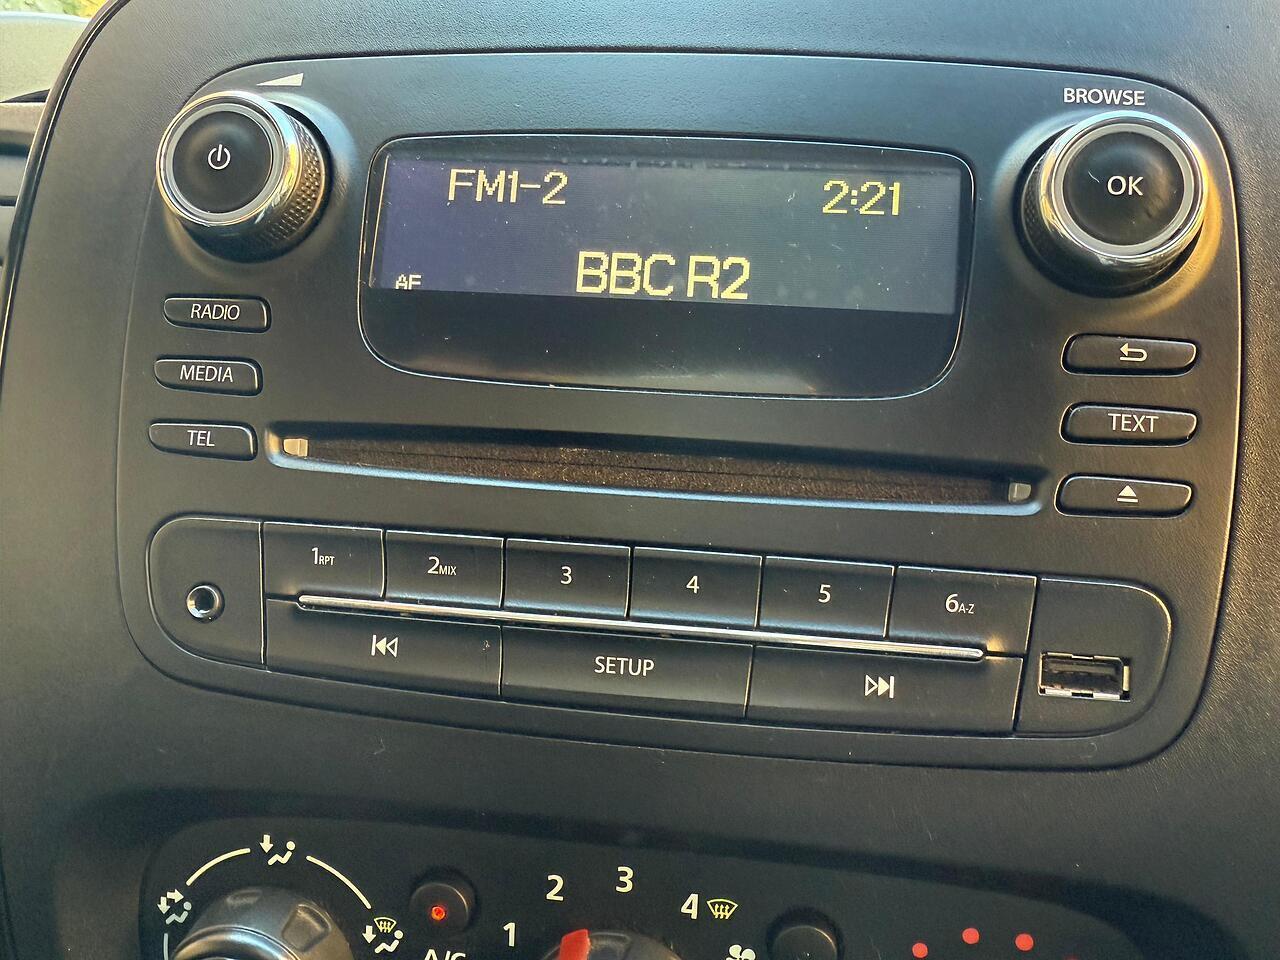 BROWSE
OK
FM1-2 2:21
BBC R2
AF
RADIO
MEDIA
TEL
TEXT
1RPT 2MIX 3 4 5 6A-Z
SETUP
1 2 3 4
A/C